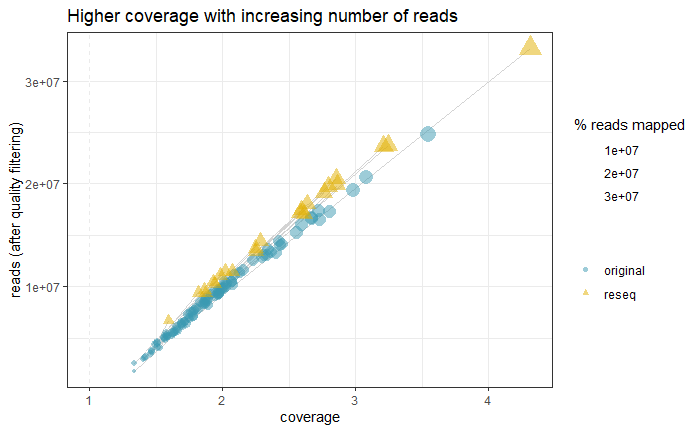 Higher coverage with increasing number of reads
reads (after quality filtering)
3e+07
2e+07
1e+07
1
2
3
4
coverage
% reads mapped
1e+07
2e+07
3e+07
original
reseq